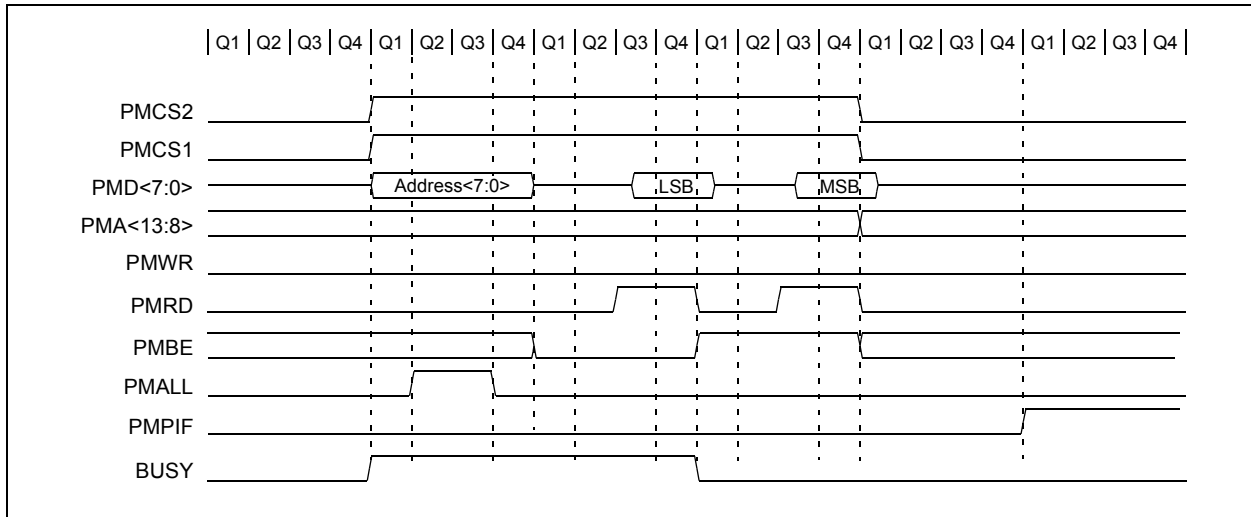 Q1 Q2 Q3 Q4 Q1 Q2 Q3 Q4 Q1 Q2 Q3 Q4 Q1 Q2 Q3 Q4 Q1 Q2 Q3 Q4 Q1 Q2 Q3 Q4
PMCS2
PMCS1
PMD<7:0> Address<7:0> LSB MSB
PMA<13:8>
PMWR
PMRD
PMBE
PMALL
PMPIF
BUSY